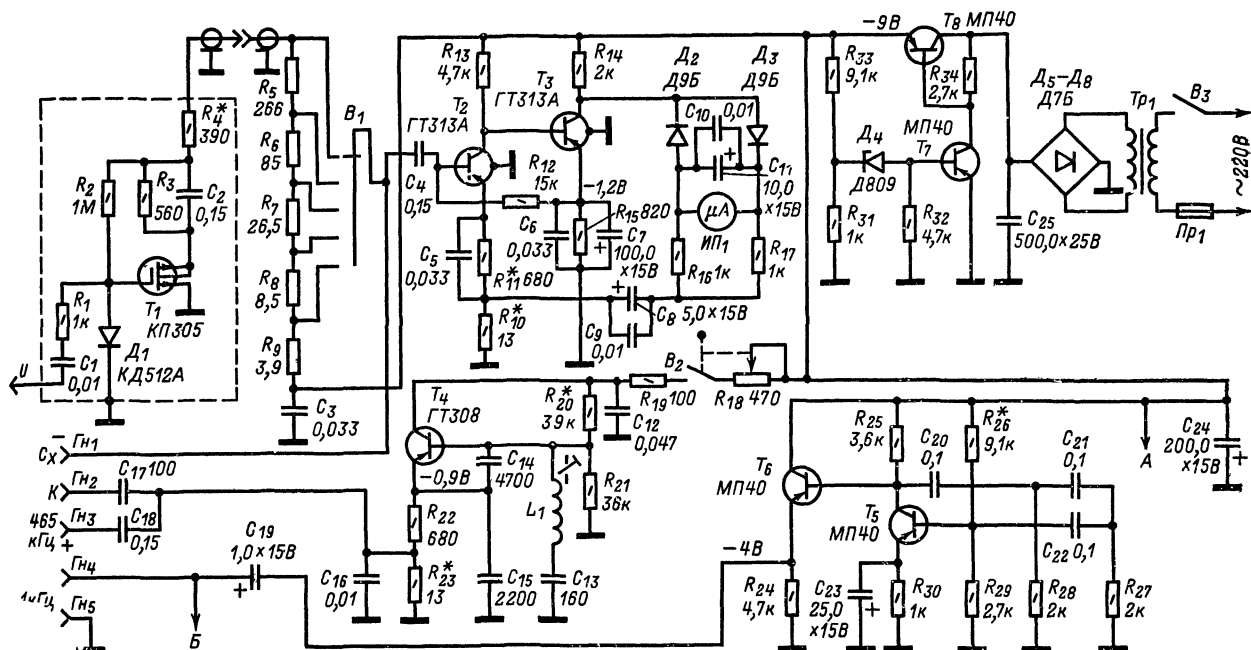 R4*
390
R2
1М
R3
560
C2
0,15
R1
1к
C1
0,01
U
T1
КП305
Д1
КД512А
R5
266
R6
85
R7
26,5
R8
8,5
R9
3,9
C3
0,033
B1
R13
4,7к
T2
ГТ313А
C4
0,15
C5
0,033
R11* 680
R10*
13
R12
15к
T3
ГТ313А
R14
2к
-1,2В
C6
0,033
R15 820
C7
100,0
×15В
Д2
Д9Б
Д3
Д9Б
C10
0,01
C11
10,0
×15В
µА
ИП1
R16 1к
R17
1к
C8
5,0×15В
C9
0,01
-9В
T8 МП40
R33
9,1к
R34
2,7к
Д4
Д809
МП40
T7
R31
1к
R32
4,7к
C25
500,0×25В
Д5-Д8
Д7Б
Тр1
B3
~220В
Пр1
T4
ГТ308
R20*
39к
C12
0,047
R19 100
B2
R18 470
-0,9В
C14
4700
L1
R21
36к
R22
680
R23*
13
C16
0,01
C15
2200
C13
160
Cх
Гн1
К
Гн2
C17 100
465
кГц
Гн3
C18
0,15
Гн4
C19
1,0×15В
1кГц
Гн5
Б
T6
МП40
R25
3,6к
R26*
9,1к
C20
0,1
C21
0,1
А
C24
200,0
×15В
T5
МП40
C22 0,1
-4В
R24
4,7к
C23
25,0
×15В
R30
1к
R29
2,7к
R28
2к
R27
2к